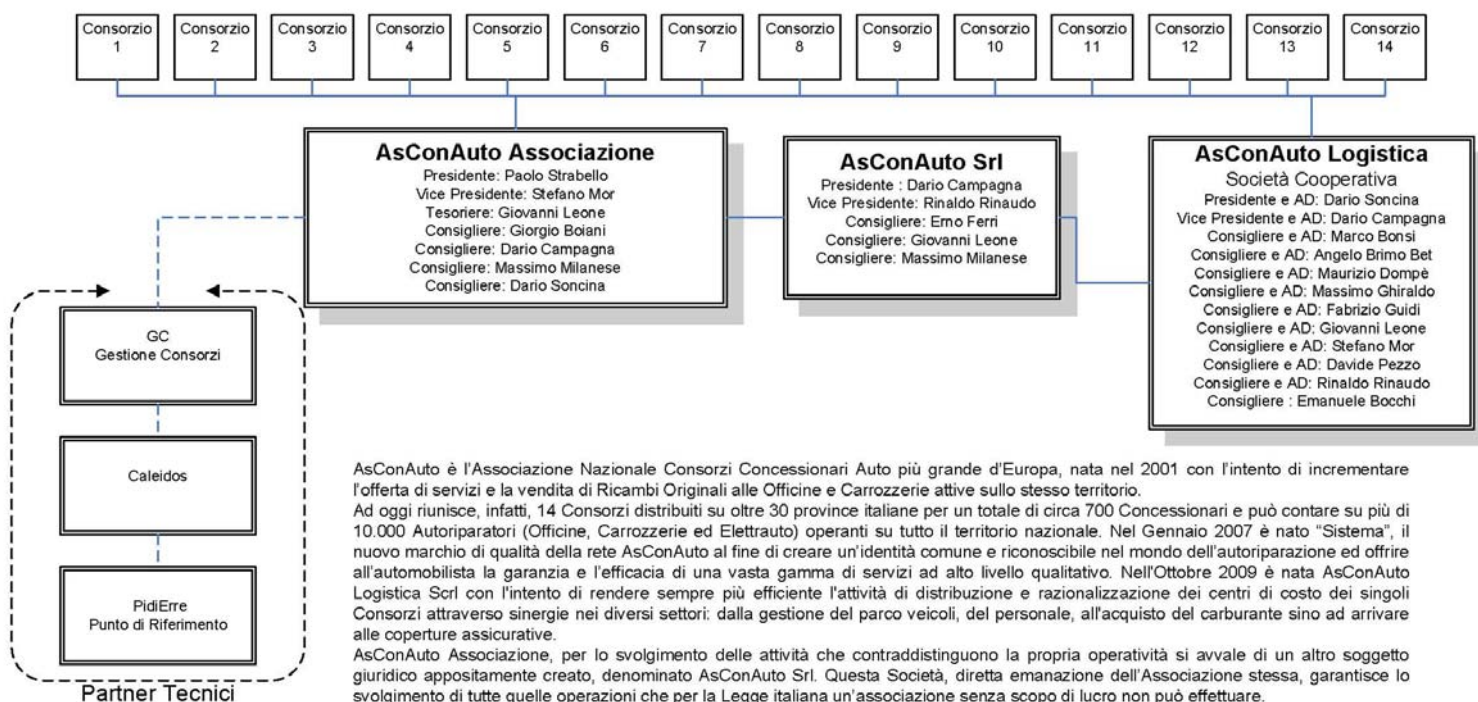 Consorzio
1
Consorzio
2
Consorzio
3
Consorzio
4
Consorzio
5
Consorzio
6
Consorzio
7
Consorzio
8
Consorzio
9
Consorzio
10
Consorzio
11
Consorzio
12
Consorzio
13
Consorzio
14
AsConAuto Associazione
Presidente: Paolo Strabello
Vice Presidente: Stefano Mor
Tesoriere: Giovanni Leone
Consigliere: Giorgio Boiani
Consigliere: Dario Campagna
Consigliere: Massimo Milanese
Consigliere: Dario Soncina
AsConAuto Srl
Presidente : Dario Campagna
Vice Presidente: Rinaldo Rinaudo
Consigliere: Erno Ferri
Consigliere: Giovanni Leone
Consigliere: Massimo Milanese
AsConAuto Logistica
Società Cooperativa
Presidente e AD: Dario Soncina
Vice Presidente e AD: Dario Campagna
Consigliere e AD: Marco Bonsi
Consigliere e AD: Angelo Brimo Bet
Consigliere e AD: Maurizio Dompè
Consigliere e AD: Massimo Ghiraldo
Consigliere e AD: Fabrizio Guidi
Consigliere e AD: Giovanni Leone
Consigliere e AD: Stefano Mor
Consigliere e AD: Davide Pezzo
Consigliere e AD: Rinaldo Rinaudo
Consigliere : Emanuele Bocchi
GC
Gestione Consorzi
Caleidos
PidiErre
Punto di Riferimento
Partner Tecnici
AsConAuto è l'Associazione Nazionale Consorzi Concessionari Auto più grande d'Europa, nata nel 2001 con l'intento di incrementare
l'offerta di servizi e la vendita di Ricambi Originali alle Officine e Carrozzerie attive sullo stesso territorio.
Ad oggi riunisce, infatti, 14 Consorzi distribuiti su oltre 30 province italiane per un totale di circa 700 Concessionari e può contare su più di
10.000 Autoriparatori (Officine, Carrozzerie ed Elettrauto) operanti su tutto il territorio nazionale. Nel Gennaio 2007 è nato “Sistema”, il
nuovo marchio di qualità della rete AsConAuto al fine di creare un'identità comune e riconoscibile nel mondo dell'autoriparazione ed offrire
all'automobilista la garanzia e l'efficacia di una vasta gamma di servizi ad alto livello qualitativo. Nell'Ottobre 2009 è nata AsConAuto
Logistica Scrl con l'intento di rendere sempre più efficiente l'attività di distribuzione e razionalizzazione dei centri di costo dei singoli
Consorzi attraverso sinergie nei diversi settori: dalla gestione del parco veicoli, del personale, all'acquisto del carburante sino ad arrivare
alle coperture assicurative.
AsConAuto Associazione, per lo svolgimento delle attività che contraddistinguono la propria operatività si avvale di un altro soggetto
giuridico appositamente creato, denominato AsConAuto Srl. Questa Società, diretta emanazione dell'Associazione stessa, garantisce lo
svolgimento di tutte quelle operazioni che per la Legge italiana un'associazione senza scopo di lucro non può effettuare.